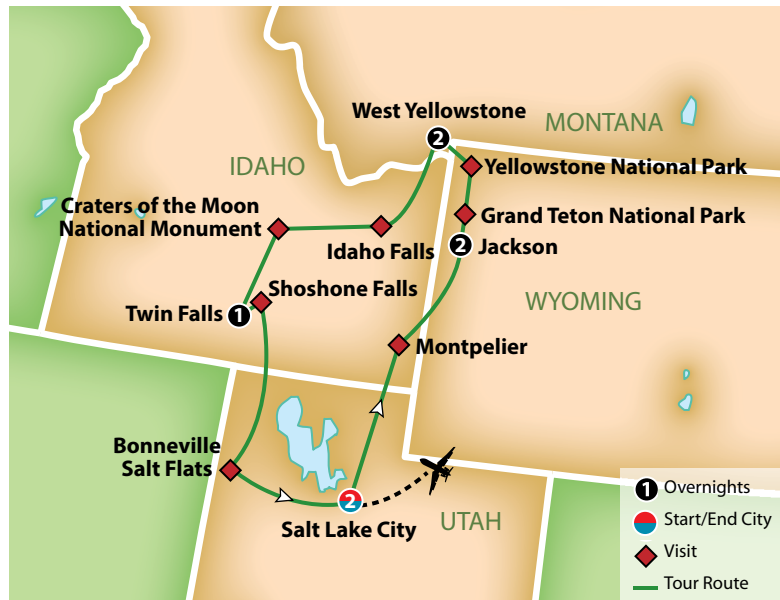 West Yellowstone
2
MONTANA
IDAHO
Yellowstone National Park
Craters of the Moon
National Monument
Grand Teton National Park
Idaho Falls
2
Jackson
Shoshone Falls
Twin Falls
1
WYOMING
Montpelier
Bonneville
Salt Flats
2
Salt Lake City
UTAH
1 Overnights
Start/End City
Visit
Tour Route